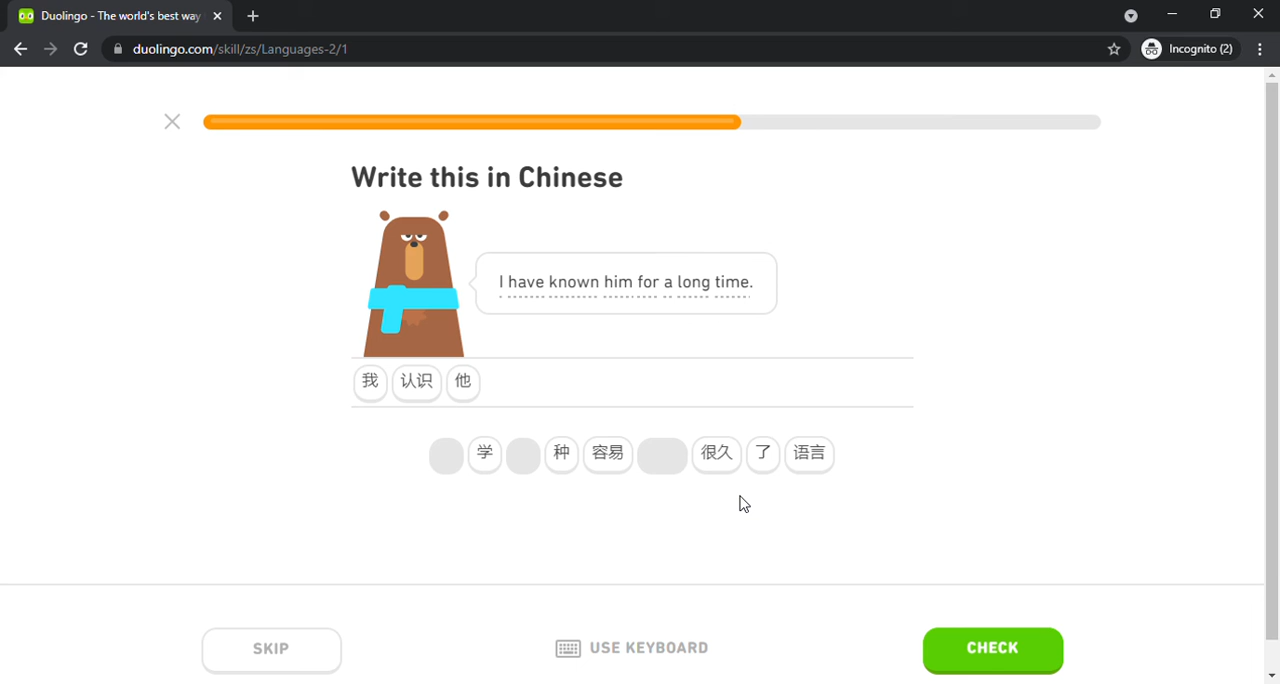 Duolingo - The world's best way
duolingo.com/skill/zs/Languages-2/1
Incognito (2)
Write this in Chinese
I have known him for a long time.
我 认识 他
学 种 容易 很久 了 语言
SKIP
USE KEYBOARD
CHECK